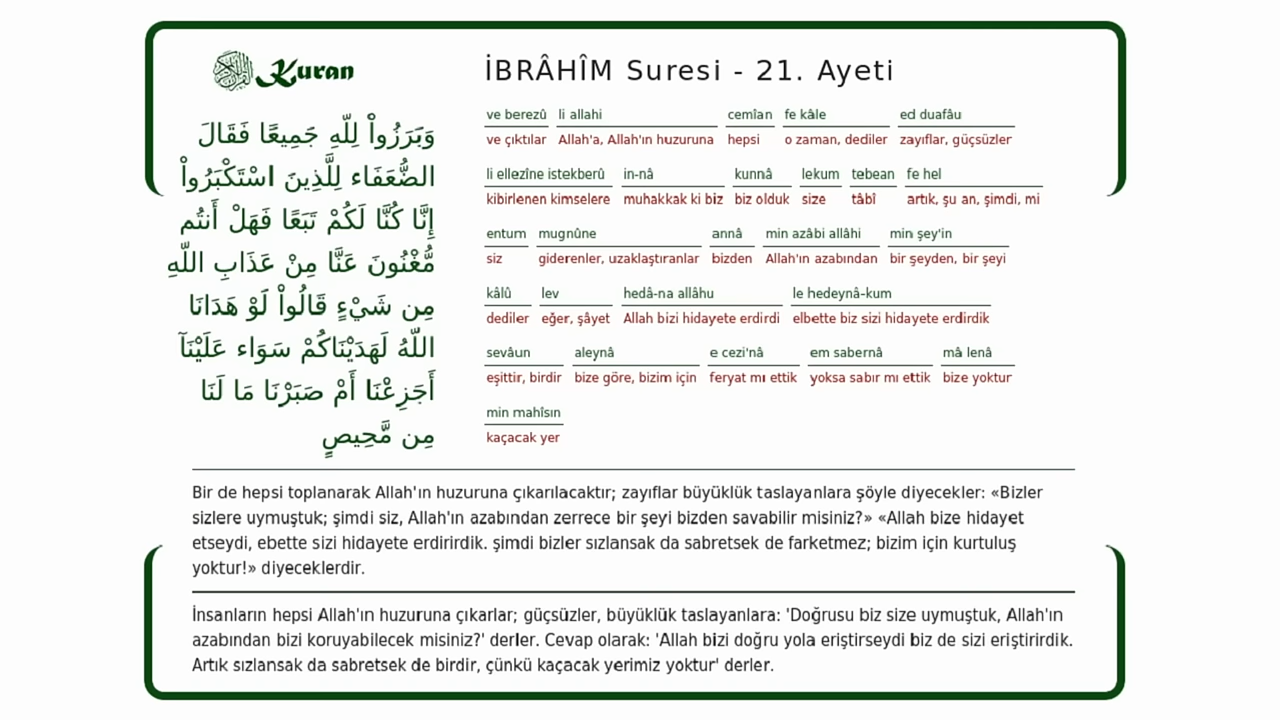 Kuran
İBRÂHÎM Suresi - 21. Ayeti
وَبَرَزُواْ لِلّهِ جَمِيعًا فَقَالَ
الضُّعَفَاء لِلَّذِينَ اسْتَكْبَرُواْ
إِنَّا كُنَّا لَكُمْ تَبَعًا فَهَلْ أَنتُم
مُّغْنُونَ عَنَّا مِنْ عَذَابِ اللّهِ
مِن شَيْءٍ قَالُواْ لَوْ هَدَانَا
اللّهُ لَهَدَيْنَاكُمْ سَوَاء عَلَيْنَآ
أَجَزِعْنَا أَمْ صَبَرْنَا مَا لَنَا
مِن مَّحِيصٍ
ve berezû li allahi cemîan fe kâle ed duafâu
ve çıktılar Allah'a, Allah'ın huzuruna hepsi o zaman, dediler zayıflar, güçsüzler
li ellezîne istekberû in-nâ kunnâ lekum tebean fe hel
kibirlenen kimselere muhakkak ki biz biz olduk size tâbî artık, şu an, şimdi, mi
entum mugnûne annâ min azâbi allâhi min şey'in
siz giderenler, uzaklaştıranlar bizden Allah'ın azabından bir şeyden, bir şeyi
kâlû lev hedâ-na allâhu le hedeynâ-kum
dediler eğer, şâyet Allah bizi hidayete erdirdi elbette biz sizi hidayete erdirdik
sevâun aleynâ e cezi'nâ em sabernâ mâ lenâ
eşittir, birdir bize göre, bizim için feryat mı ettik yoksa sabır mı ettik bize yoktur
min mahîsın
kaçacak yer
Bir de hepsi toplanarak Allah'ın huzuruna çıkarılacaktır; zayıflar büyüklük taslayanlara şöyle diyecekler: «Bizler
sizlere uymuştuk; şimdi siz, Allah'ın azabından zerrece bir şeyi bizden savabilir misiniz?» «Allah bize hidayet
etseydi, ebette sizi hidayete erdirirdik. şimdi bizler sızlansak da sabretsek de farketmez; bizim için kurtuluş
yoktur!» diyeceklerdir.
İnsanların hepsi Allah'ın huzuruna çıkarlar; güçsüzler, büyüklük taslayanlara: 'Doğrusu biz size uymuştuk, Allah'ın
azabından bizi koruyabilecek misiniz?' derler. Cevap olarak: 'Allah bizi doğru yola eriştirseydi biz de sizi eriştirirdik.
Artık sızlansak da sabretsek de birdir, çünkü kaçacak yerimiz yoktur' derler.